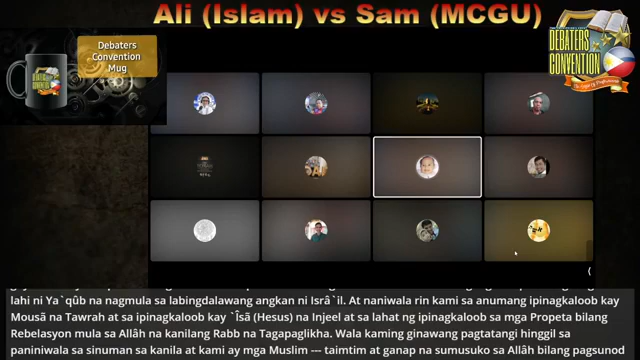 Ali (Islam) vs Sam (MCGU)
Debaters
Convention
Mug
DEBATERS
CONVENTION
lahi ni Ya`qûb na nagmula sa labingdalawang angkan ni Isrâ`il. At naniwala rin kami sa anumang ipinagkaloob kay
Mousã na Tawrah at sa ipinagkaloob kay `Îsã (Hesus) na Injeel at sa lahat ng ipinagkaloob sa mga Propeta bilang
Rebelasyon mula sa Allâh na kanilang Rabb na Tagapaglikha. Wala kaming ginawang pagtatangi hinggil sa
paniniwala sa sinuman sa kanila at kami ay mga Muslim --- taimtim at ganap na sumusuko sa Allâh bilang pagsunod